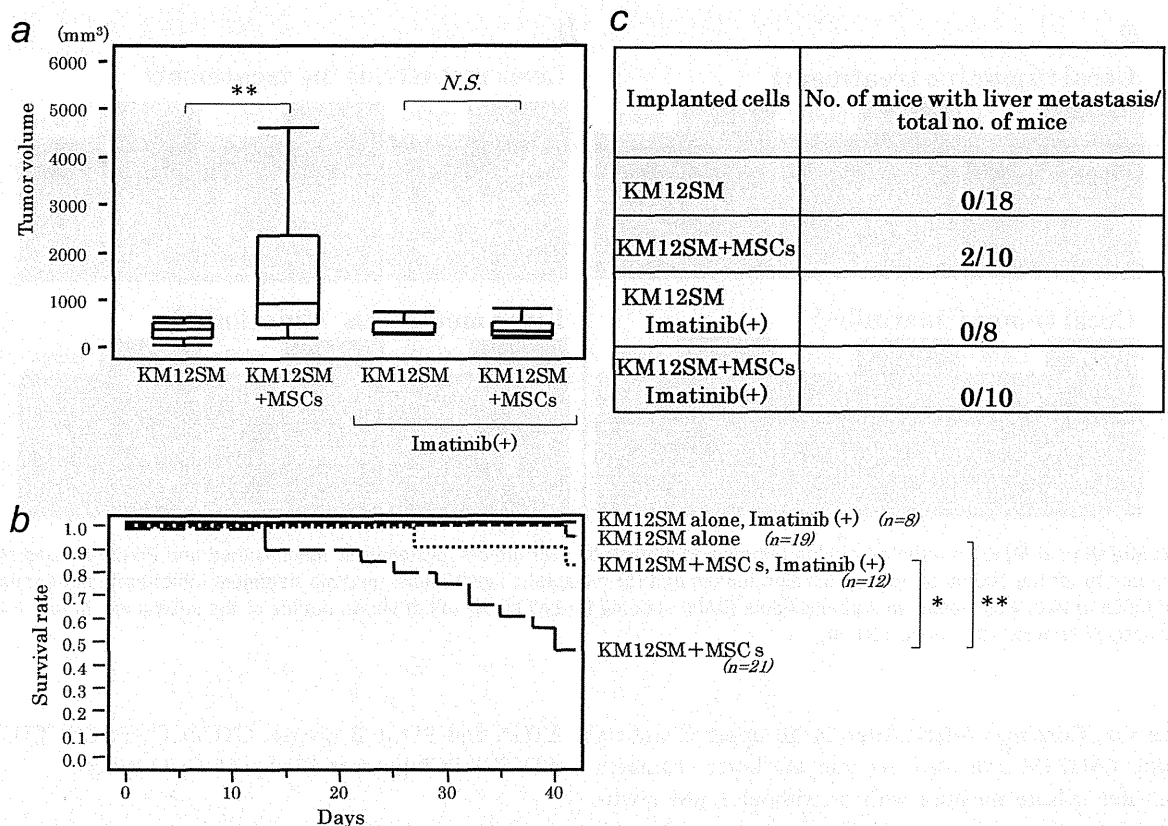 a (mm³)
6000
5000
4000
3000
2000
1000
0
Tumor volume
**
N.S.
KM12SM
KM12SM
+MSCs
KM12SM
KM12SM
+MSCs
Imatinib(+)
c
Implanted cells
No. of mice with liver metastasis/
total no. of mice
KM12SM
0/18
KM12SM+MSCs
2/10
KM12SM
Imatinib(+)
0/8
KM12SM+MSCs
Imatinib(+)
0/10
b
1.0
0.9
0.8
0.7
0.6
0.5
0.4
0.3
0.2
0.1
0.0
Survival rate
0 10 20 30 40
Days
KM12SM alone, Imatinib (+) (n=8)
KM12SM alone (n=19)
KM12SM+MSCs, Imatinib (+)
(n=12)
KM12SM+MSCs
(n=21)
*
**